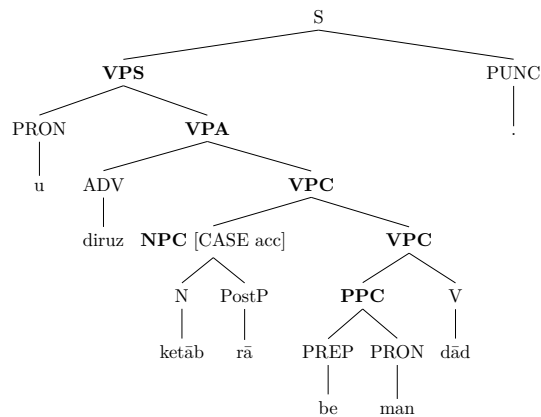 S
VPS PUNC
PRON VPA .
u ADV VPC
diruz NPC [CASE acc] VPC
N PostP PPC V
ketāb rā PREP PRON dād
be man